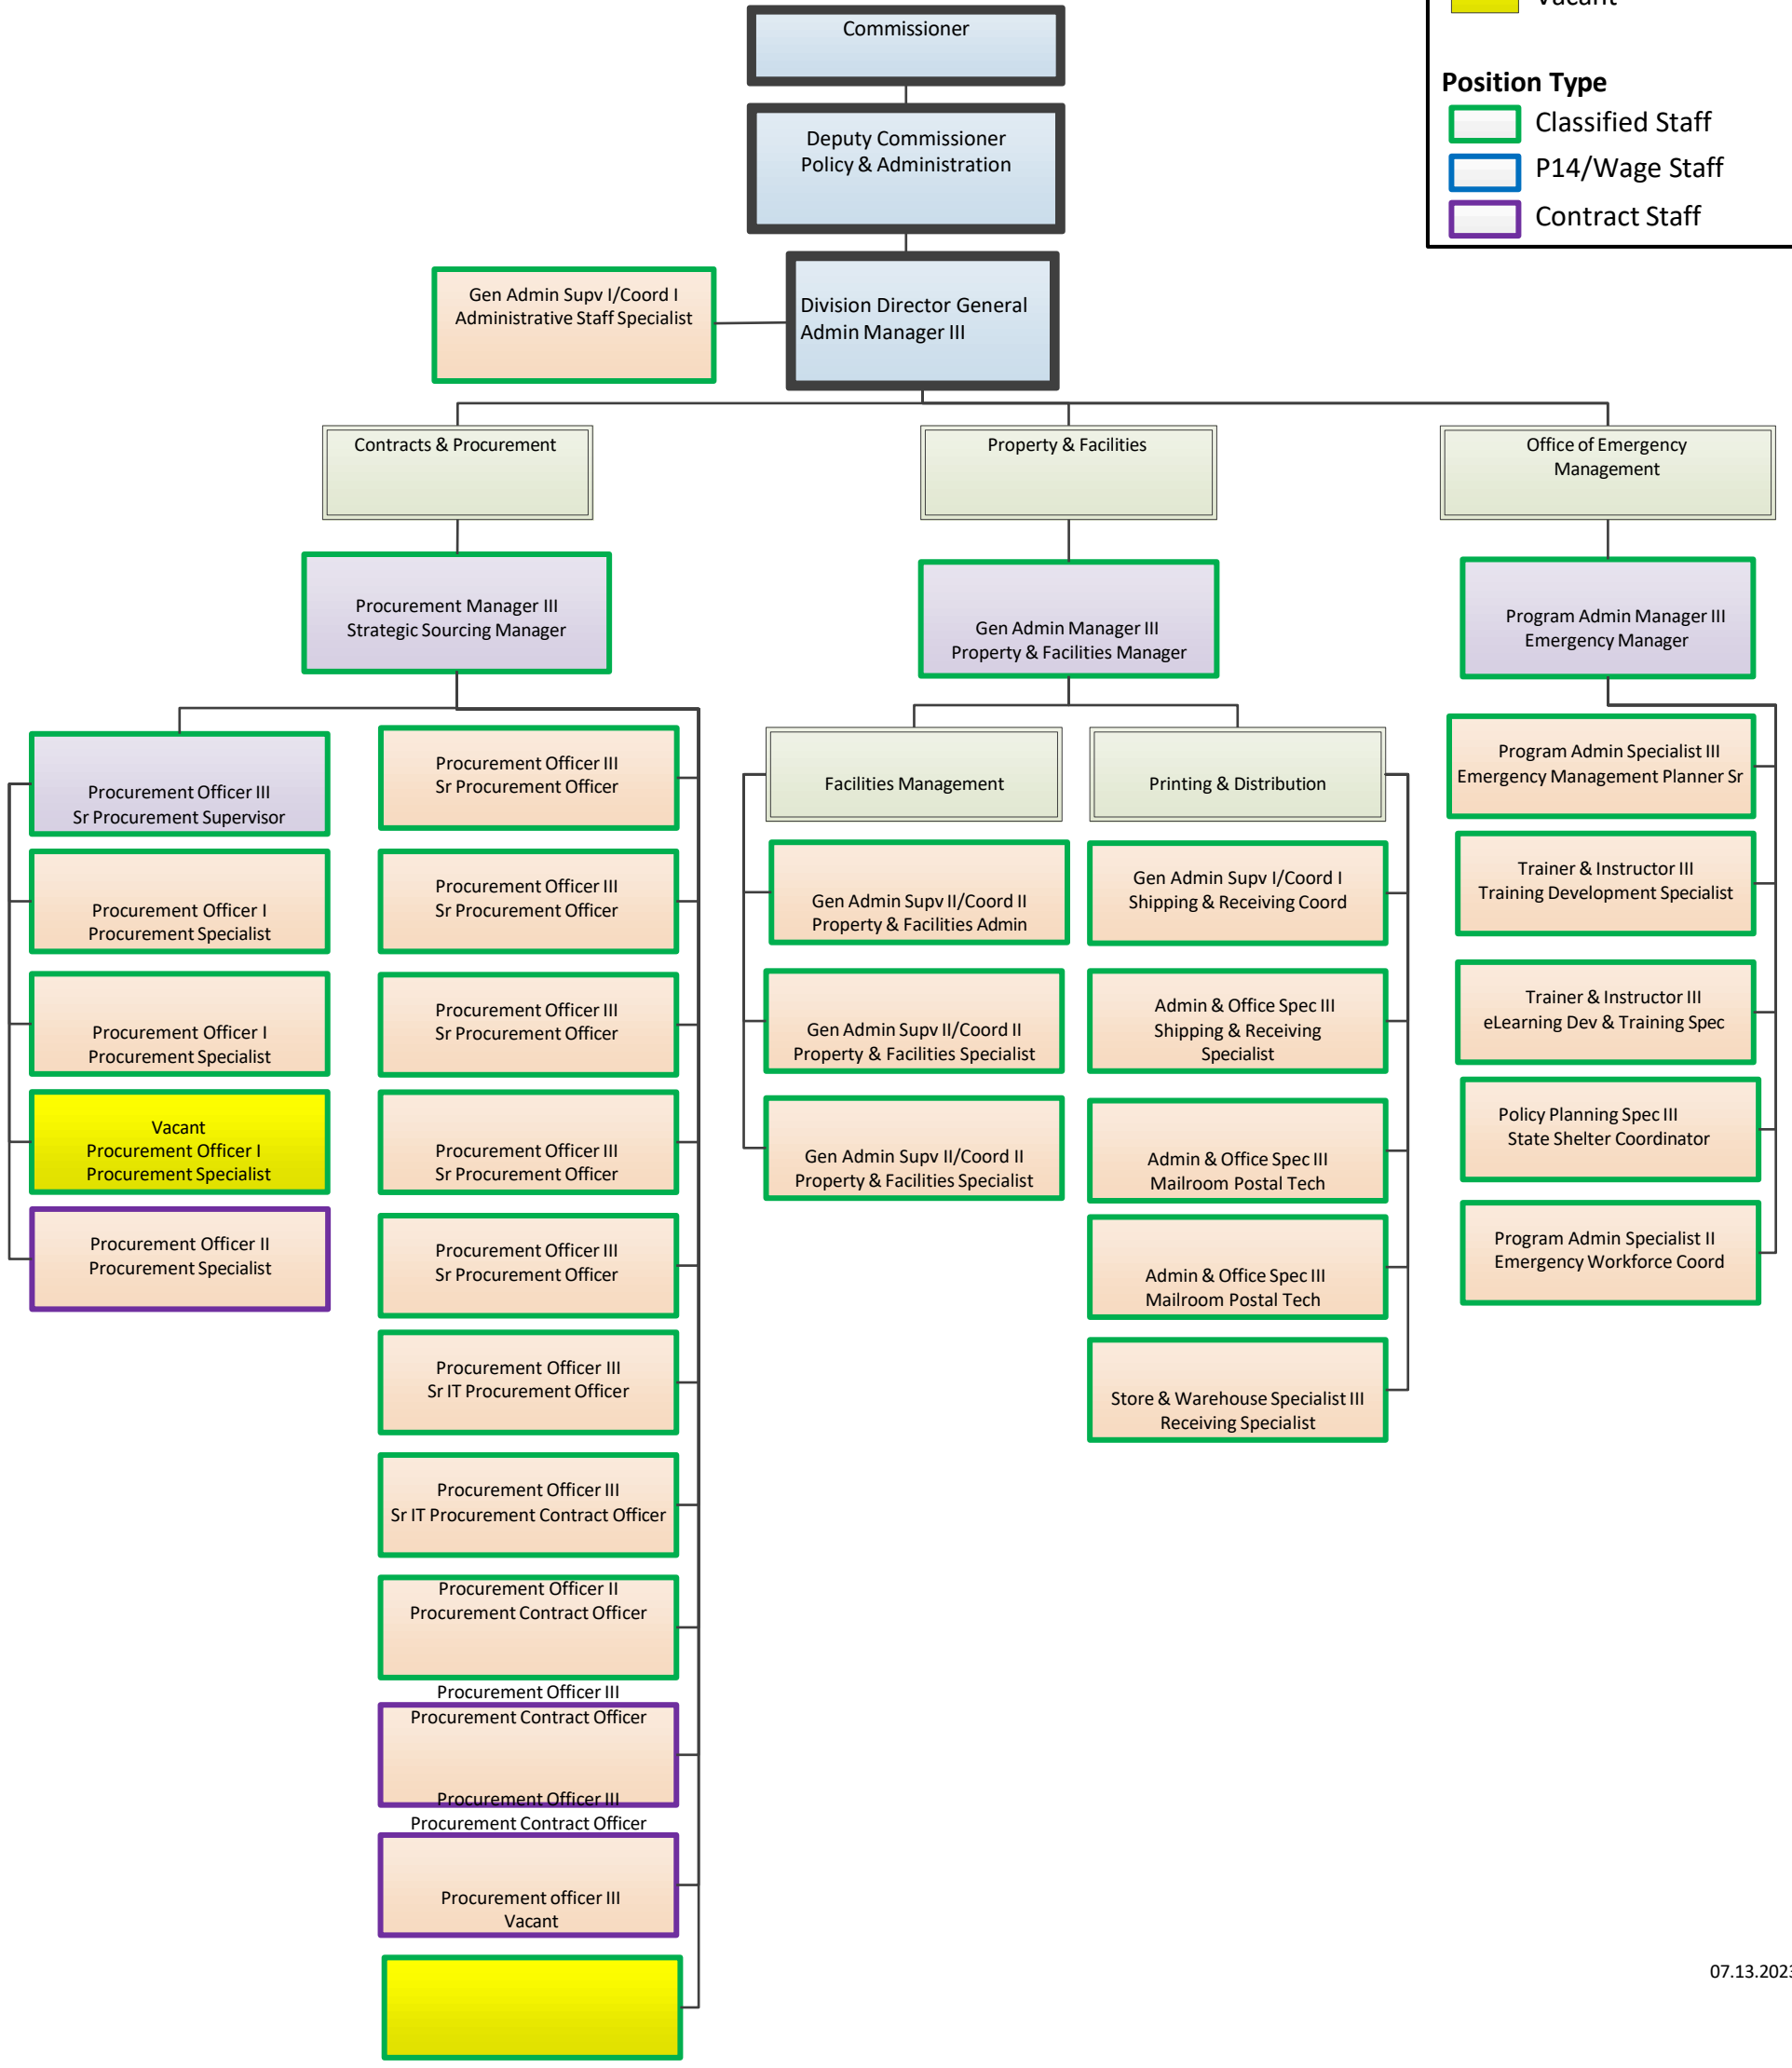 Vacant
Position Type
Classified Staff
P14/Wage Staff
Contract Staff
Commissioner
Deputy Commissioner
Policy & Administration
Gen Admin Supv I/Coord I
Administrative Staff Specialist
Division Director General
Admin Manager III
Contracts & Procurement
Property & Facilities
Office of Emergency
Management
Procurement Manager III
Strategic Sourcing Manager
Gen Admin Manager III
Property & Facilities Manager
Program Admin Manager III
Emergency Manager
Procurement Officer III
Sr Procurement Supervisor
Procurement Officer I
Procurement Specialist
Procurement Officer I
Procurement Specialist
Vacant
Procurement Officer I
Procurement Specialist
Procurement Officer II
Procurement Specialist
Procurement Officer III
Sr Procurement Officer
Procurement Officer III
Sr Procurement Officer
Procurement Officer III
Sr Procurement Officer
Procurement Officer III
Sr Procurement Officer
Procurement Officer III
Sr Procurement Officer
Procurement Officer III
Sr IT Procurement Officer
Procurement Officer III
Sr IT Procurement Contract Officer
Procurement Officer II
Procurement Contract Officer
Procurement Officer III
Procurement Contract Officer
Procurement Officer III
Procurement Contract Officer
Procurement officer III
Vacant
Facilities Management
Gen Admin Supv II/Coord II
Property & Facilities Admin
Gen Admin Supv II/Coord II
Property & Facilities Specialist
Gen Admin Supv II/Coord II
Property & Facilities Specialist
Printing & Distribution
Gen Admin Supv I/Coord I
Shipping & Receiving Coord
Admin & Office Spec III
Shipping & Receiving
Specialist
Admin & Office Spec III
Mailroom Postal Tech
Admin & Office Spec III
Mailroom Postal Tech
Store & Warehouse Specialist III
Receiving Specialist
Program Admin Specialist III
Emergency Management Planner Sr
Trainer & Instructor III
Training Development Specialist
Trainer & Instructor III
eLearning Dev & Training Spec
Policy Planning Spec III
State Shelter Coordinator
Program Admin Specialist II
Emergency Workforce Coord
07.13.2023